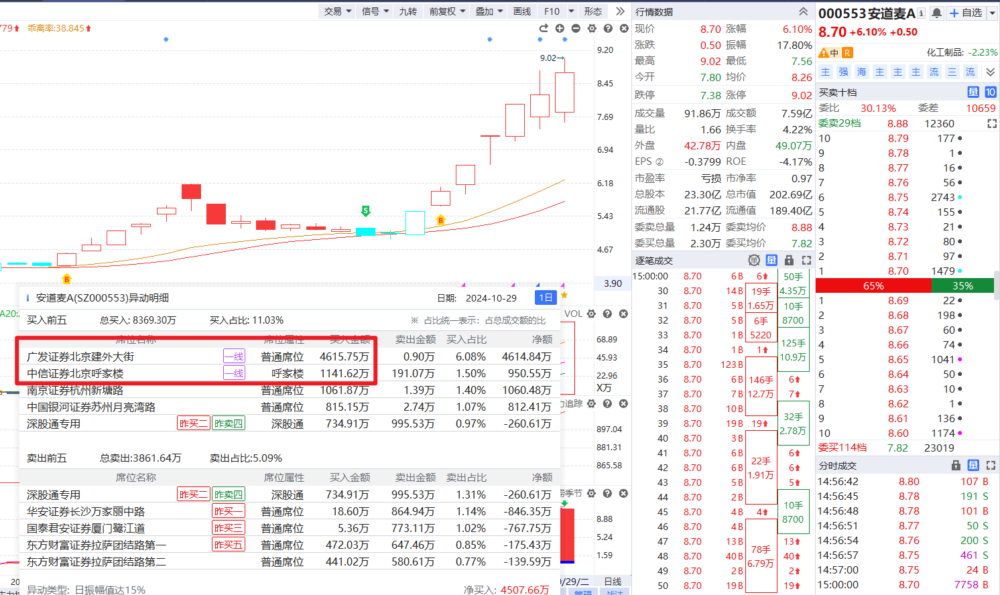 交易 信号 九转 前复权 叠加 画线 F10 形态
779 乖离率:38.845
9.02
9.20
8.45
7.69
6.94
6.18
5.43
4.67
3.90
S
B
B
安道麦A(SZ000553)异动明细 日期: 2024-10-29 1日
买入前五 总买入: 8369.30万 买入占比: 11.03% ※ 占比统一表示: 占总成交额的比
席位名称 席位属性 买入金额 卖出金额 买入占比 净额
广发证券北京建外大街 一线 普通席位 4615.75万 0.90万 6.08% 4614.84万
中信证券北京呼家楼 一线 呼家楼 1141.62万 191.07万 1.50% 950.55万
南京证券杭州新塘路 普通席位 1061.87万 1.39万 1.40% 1060.48万
中国银河证券苏州月亮湾路 普通席位 815.15万 2.74万 1.07% 812.41万
深股通专用 昨买二 昨卖四 深股通 734.91万 995.53万 0.97% -260.61万
卖出前五 总卖出:3861.64万 卖出占比:5.09%
席位名称 席位属性 买入金额 卖出金额 卖出占比 净额
深股通专用 昨买二 昨卖四 深股通 734.91万 995.53万 1.31% -260.61万
华安证券长沙万家丽中路 昨买一 普通席位 18.60万 864.94万 1.14% -846.35万
国泰君安证券厦门鹭江道 昨买三 普通席位 5.36万 773.11万 1.02% -767.75万
东方财富证券拉萨团结路第一 昨买五 普通席位 472.03万 647.46万 0.85% -175.43万
东方财富证券拉萨团结路第二 普通席位 441.02万 580.61万 0.77% -139.59万
异动类型: 日振幅值达15% 净买入: 4507.66万
VOL
68.89
45.93
22.96
X万
追踪
897.04
881.31
865.58
季节
8.88
5.24
1.59
/29/二 日线
管理
行情数据
现价 8.70 涨幅 6.10%
涨跌 0.50 振幅 17.80%
最高 9.02 最低 7.56
今开 7.80 均价 8.26
跌停 7.38 涨停 9.02
成交量 91.86万 成交额 7.59亿
量比 1.66 换手率 4.22%
外盘 42.78万 内盘 49.07万
EPS ② -0.3799 ROE -4.17%
市盈率 亏损 市净率 0.97
总股本 23.30亿 总市值 202.69亿
流通股 21.77亿 流通值 189.40亿
委卖总量 1.24万 委卖均价 8.88
委买总量 2.30万 委买均价 7.82
逐笔成交 单 量
15:00:00 8.70 6 B 6
30 8.70 14 B
31 8.70 5 B
32 8.70 5 B
33 8.70 1 B
34 8.70 1 B 1
35 8.70 123 B
36 8.70 6 B 6
37 8.70 7 B 7
38 8.70 10 B
39 8.70 19 B 19
40 8.70 3 B
41 8.70 6 B 6
42 8.70 6 B 6
43 8.70 5 B 5
44 8.70 2 B
45 8.70 4 B 4
46 8.70 4 B
47 8.70 13 B 13
48 8.70 40 B 40
49 8.70 2 B 2
50 8.70 19 B 19
19手
1.65万
6手
5220
146手
12.7万
22手
1.91万
78手
6.79万
50手
4.35万
10手
8700
125手
10.9万
32手
2.78万
10手
8700
000553安道麦A 自选
8.70 +6.10% +0.50
中 R 化工制品: -2.23%
主 强 海 主 主 主 流 三 流
买卖十档 量 10
委比 30.13% 委差 10659
委卖29档 8.88 12360
10 8.79 177
9 8.78 1
8 8.77 16
7 8.76 56
6 8.75 2743
5 8.74 155
4 8.73 21
3 8.72 80
2 8.71 97
1 8.70 1479
65% 35%
1 8.69 22
2 8.68 198
3 8.67 60
4 8.66 74
5 8.65 1041
6 8.64 50
7 8.63 10
8 8.62 1
9 8.61 136
10 8.60 1174
委买114档 7.82 23019
分时成交 量
14:56:42 8.80 107 B
14:56:45 8.78 191 S
14:56:48 8.78 101 B
14:56:51 8.77 50 S
14:56:54 8.76 200 S
14:56:57 8.75 461 S
14:57:00 8.75 24 B
15:00:00 8.70 7758 B